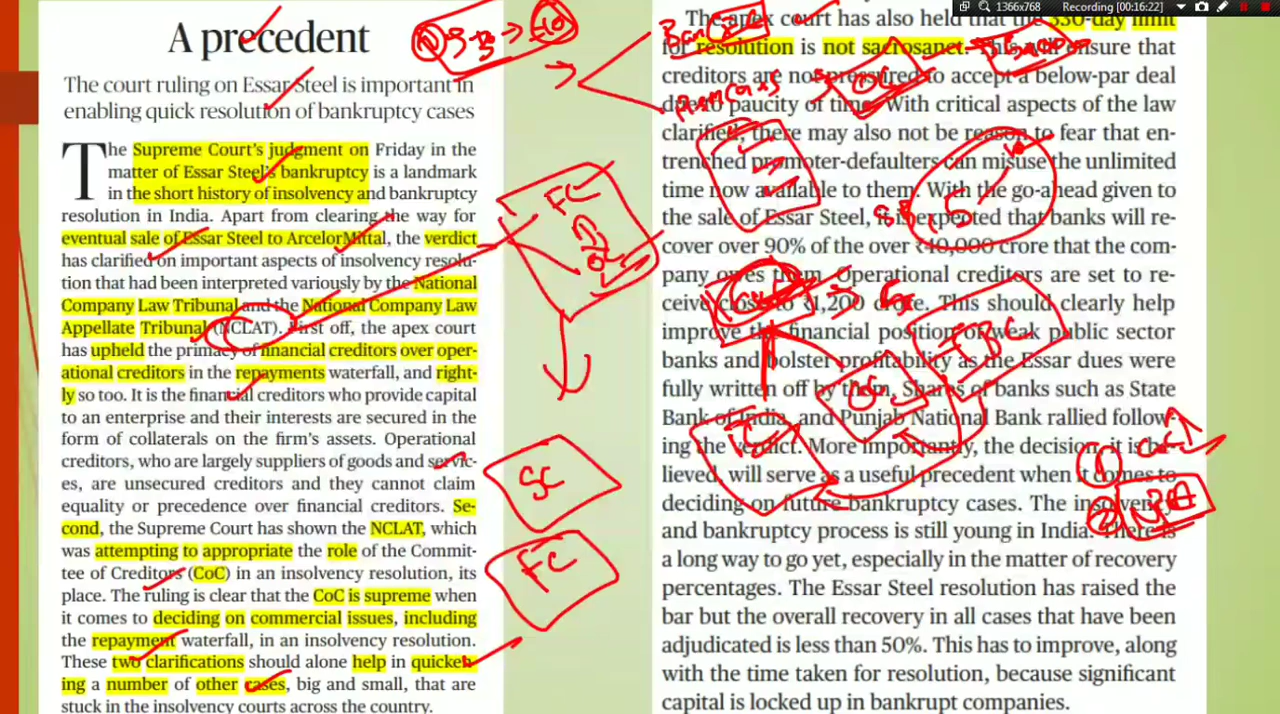 1366x768
Recording [00:16:22]
A precedent
The court ruling on Essar Steel is important in
enabling quick resolution of bankruptcy cases
The Supreme Court's judgment on Friday in the
matter of Essar Steel's bankruptcy is a landmark
in the short history of insolvency and bankruptcy
resolution in India. Apart from clearing the way for
eventual sale of Essar Steel to ArcelorMittal, the verdict
has clarified on important aspects of insolvency resolu-
tion that had been interpreted variously by the National
Company Law Tribunal and the National Company Law
Appellate Tribunal (NCLAT). First off, the apex court
has upheld the primacy of financial creditors over oper-
ational creditors in the repayments waterfall, and right-
ly so too. It is the financial creditors who provide capital
to an enterprise and their interests are secured in the
form of collaterals on the firm's assets. Operational
creditors, who are largely suppliers of goods and servic-
es, are unsecured creditors and they cannot claim
equality or precedence over financial creditors. Se-
cond, the Supreme Court has shown the NCLAT, which
was attempting to appropriate the role of the Commit-
tee of Creditors (CoC) in an insolvency resolution, its
place. The ruling is clear that the CoC is supreme when
it comes to deciding on commercial issues, including
the repayment waterfall, in an insolvency resolution.
These two clarifications should alone help in quicken-
ing a number of other cases, big and small, that are
stuck in the insolvency courts across the country.
FC
SC
FC
The apex court has also held that the 330-day limit
for resolution is not sacrosanct. This will ensure that
creditors are not pressured to accept a below-par deal
due to paucity of time. With critical aspects of the law
clarified, there may also not be reason to fear that en-
trenched promoter-defaulters can misuse the unlimited
time now available to them. With the go-ahead given to
the sale of Essar Steel, it is expected that banks will re-
cover over 90% of the over ₹40,000 crore that the com-
pany owes them. Operational creditors are set to re-
ceive close to ₹1,200 crore. This should clearly help
improve the financial position of weak public sector
banks and bolster profitability as the Essar dues were
fully written off by them. Shares of banks such as State
Bank of India, and Punjab National Bank rallied follow-
ing the verdict. More importantly, the decision, it is be-
lieved, will serve as a useful precedent when it comes to
deciding on future bankruptcy cases. The insolvency
and bankruptcy process is still young in India. There is
a long way to go yet, especially in the matter of recovery
percentages. The Essar Steel resolution has raised the
bar but the overall recovery in all cases that have been
adjudicated is less than 50%. This has to improve, along
with the time taken for resolution, because significant
capital is locked up in bankrupt companies.
OC
IBC
FC
1 CoC
2